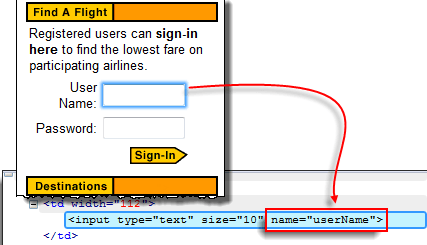 Find A Flight
Registered users can sign-in
here to find the lowest fare on
participating airlines.
User
Name:
Password:
Sign-In
Destinations
<td width="112">
<input type="text" size="10" name="userName">
</td>